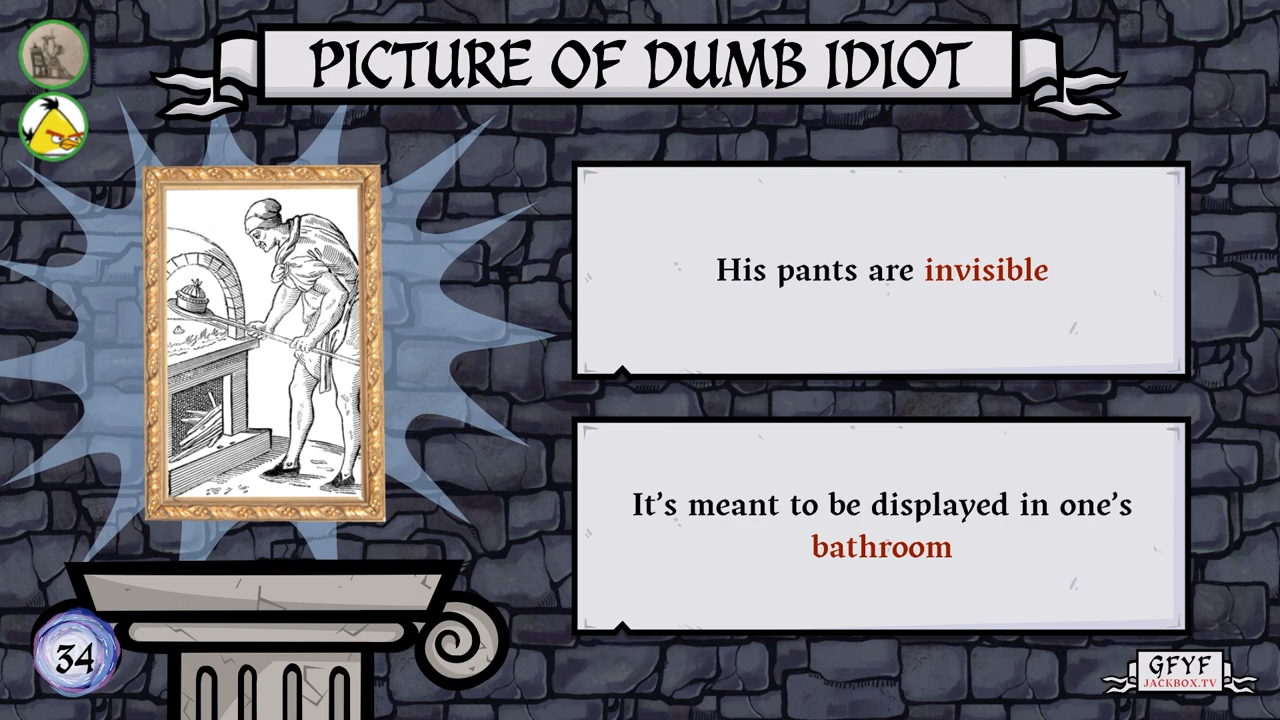 PICTURE OF DUMB IDIOT
His pants are invisible
It's meant to be displayed in one's
bathroom
34
GFYF
JACKBOX.TV